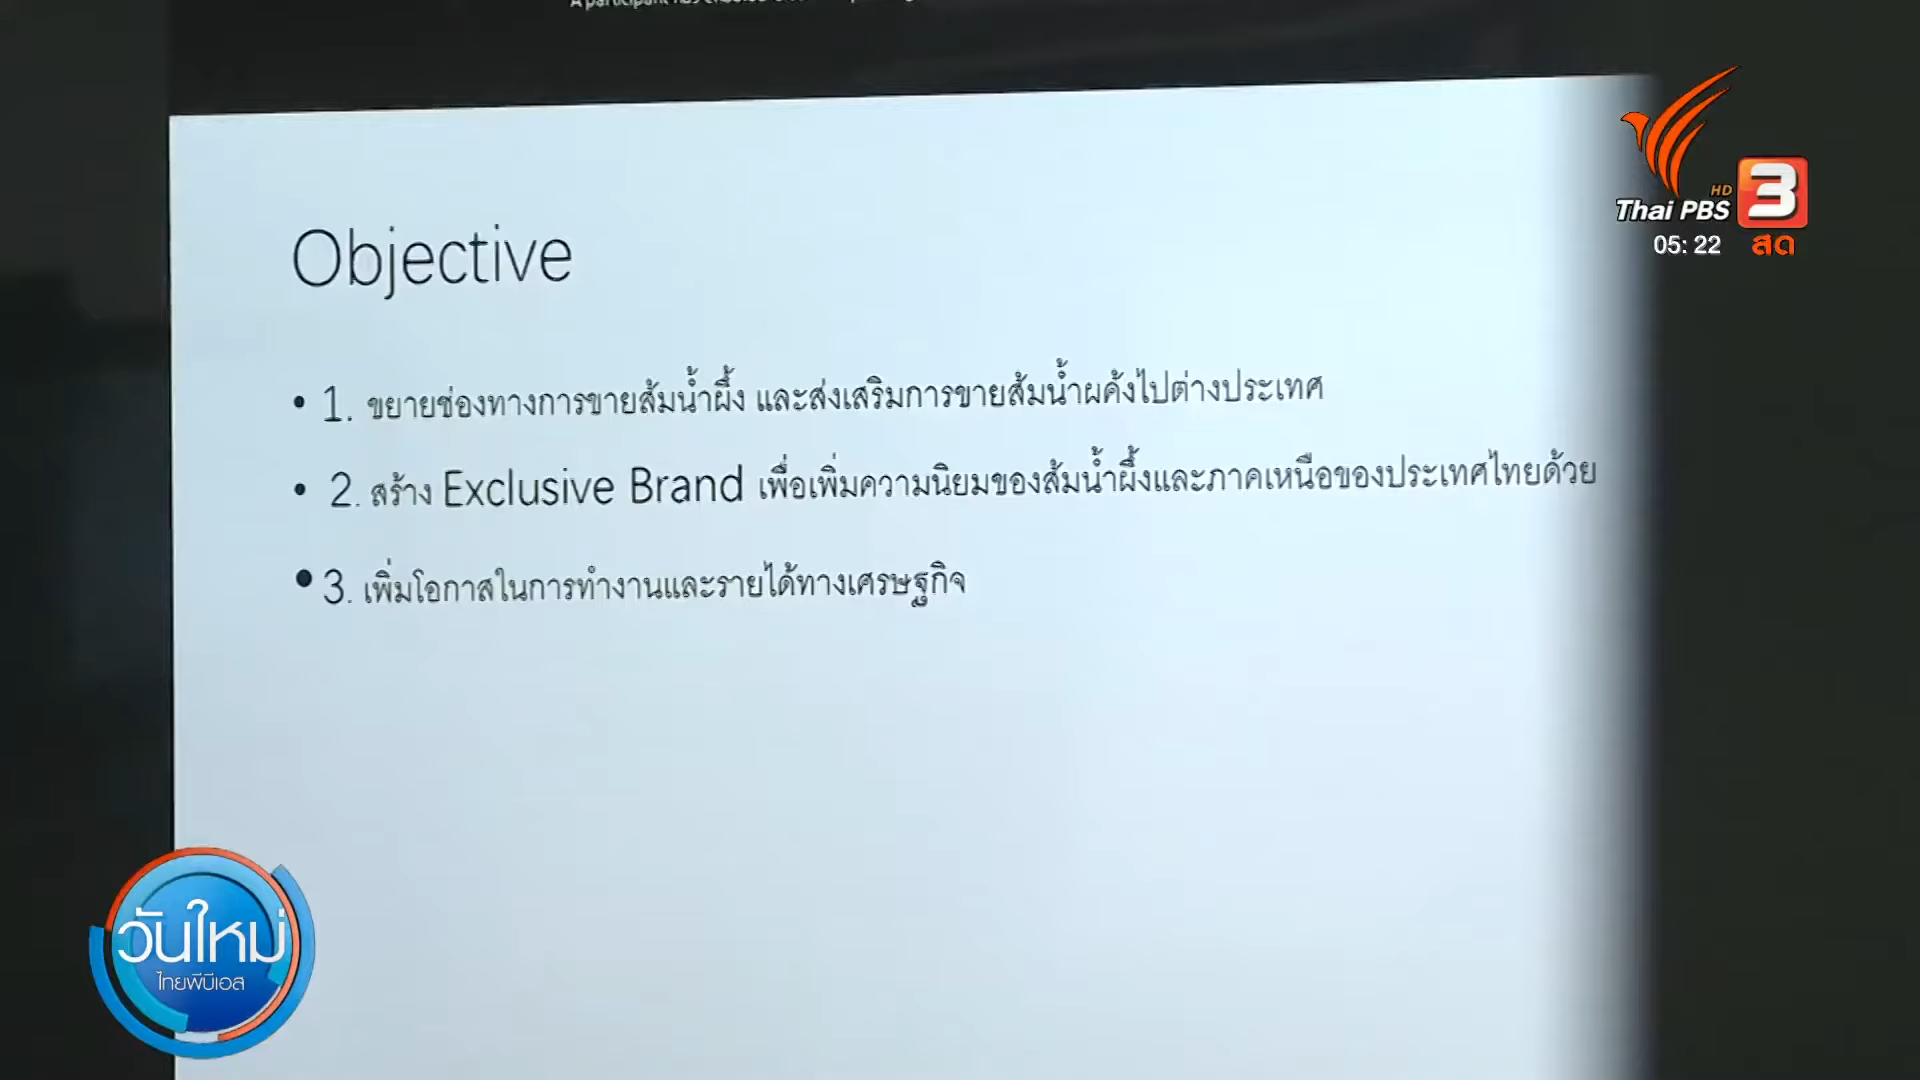 A participant has enabled
HD
Thai PBS 3
05:22 สด
Objective
• 1. ขยายช่องทางการขายส้มน้ำผึ้ง และส่งเสริมการขายส้มน้ำผค้งไปต่างประเทศ
• 2. สร้าง Exclusive Brand เพื่อเพิ่มความนิยมของส้มน้ำผึ้งและภาคเหนือของประเทศไทยด้วย
• 3. เพิ่มโอกาสในการทำงานและรายได้ทางเศรษฐกิจ
วันใหม่
ไทยพีบีเอส